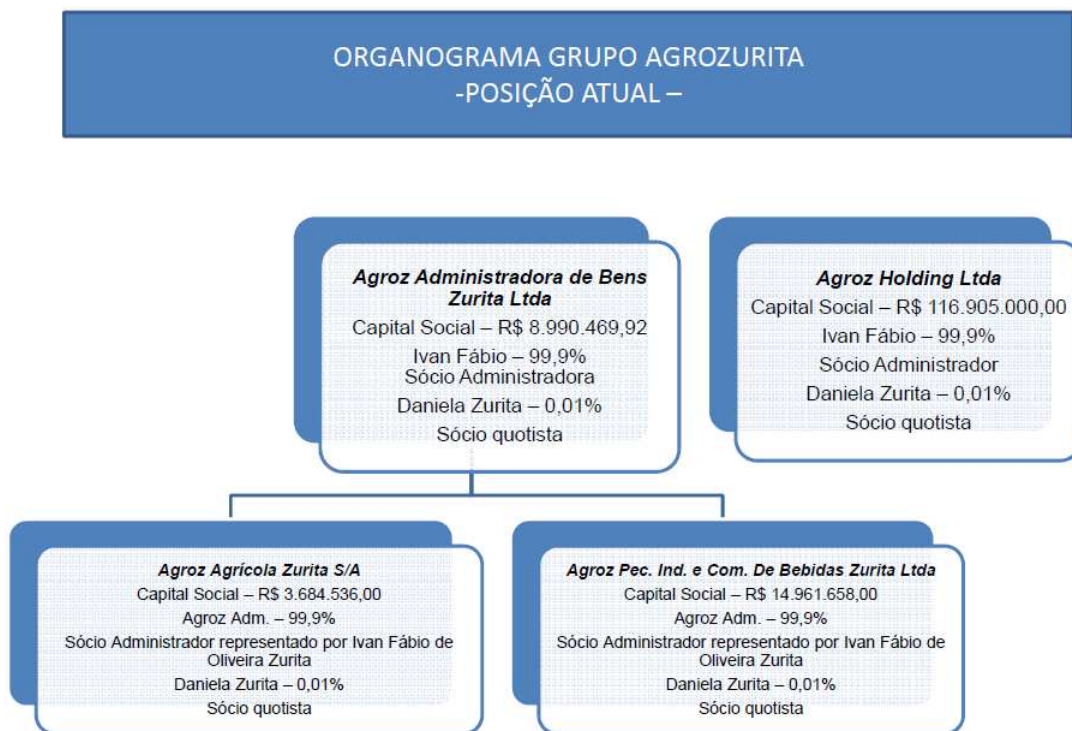 ORGANOGRAMA GRUPO AGROZURITA
-POSIÇÃO ATUAL –
Agroz Administradora de Bens
Zurita Ltda
Capital Social – R$ 8.990.469,92
Ivan Fábio – 99,9%
Sócio Administradora
Daniela Zurita – 0,01%
Sócio quotista
Agroz Holding Ltda
Capital Social – R$ 116.905.000,00
Ivan Fábio – 99,9%
Sócio Administrador
Daniela Zurita – 0,01%
Sócio quotista
Agroz Agrícola Zurita S/A
Capital Social – R$ 3.684.536,00
Agroz Adm. – 99,9%
Sócio Administrador representado por Ivan Fábio de
Oliveira Zurita
Daniela Zurita – 0,01%
Sócio quotista
Agroz Pec. Ind. e Com. De Bebidas Zurita Ltda
Capital Social – R$ 14.961.658,00
Agroz Adm. – 99,9%
Sócio Administrador representado por Ivan Fábio de
Oliveira Zurita
Daniela Zurita – 0,01%
Sócio quotista